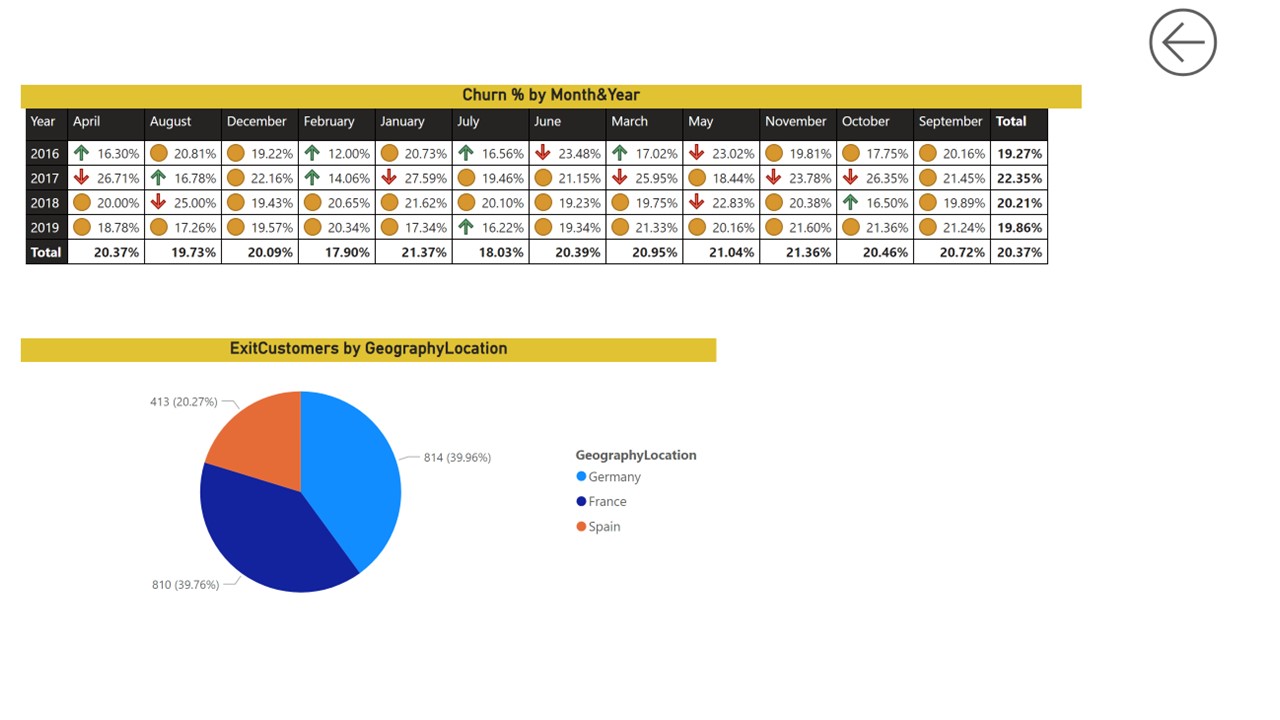 Churn % by Month&Year
Year April August December February January July June March May November October September Total
2016 16.30% 20.81% 19.22% 12.00% 20.73% 16.56% 23.48% 17.02% 23.02% 19.81% 17.75% 20.16% 19.27%
2017 26.71% 16.78% 22.16% 14.06% 27.59% 19.46% 21.15% 25.95% 18.44% 23.78% 26.35% 21.45% 22.35%
2018 20.00% 25.00% 19.43% 20.65% 21.62% 20.10% 19.23% 19.75% 22.83% 20.38% 16.50% 19.89% 20.21%
2019 18.78% 17.26% 19.57% 20.34% 17.34% 16.22% 19.34% 21.33% 20.16% 21.60% 21.36% 21.24% 19.86%
Total 20.37% 19.73% 20.09% 17.90% 21.37% 18.03% 20.39% 20.95% 21.04% 21.36% 20.46% 20.72% 20.37%
ExitCustomers by GeographyLocation
413 (20.27%)
814 (39.96%)
810 (39.76%)
GeographyLocation
Germany
France
Spain